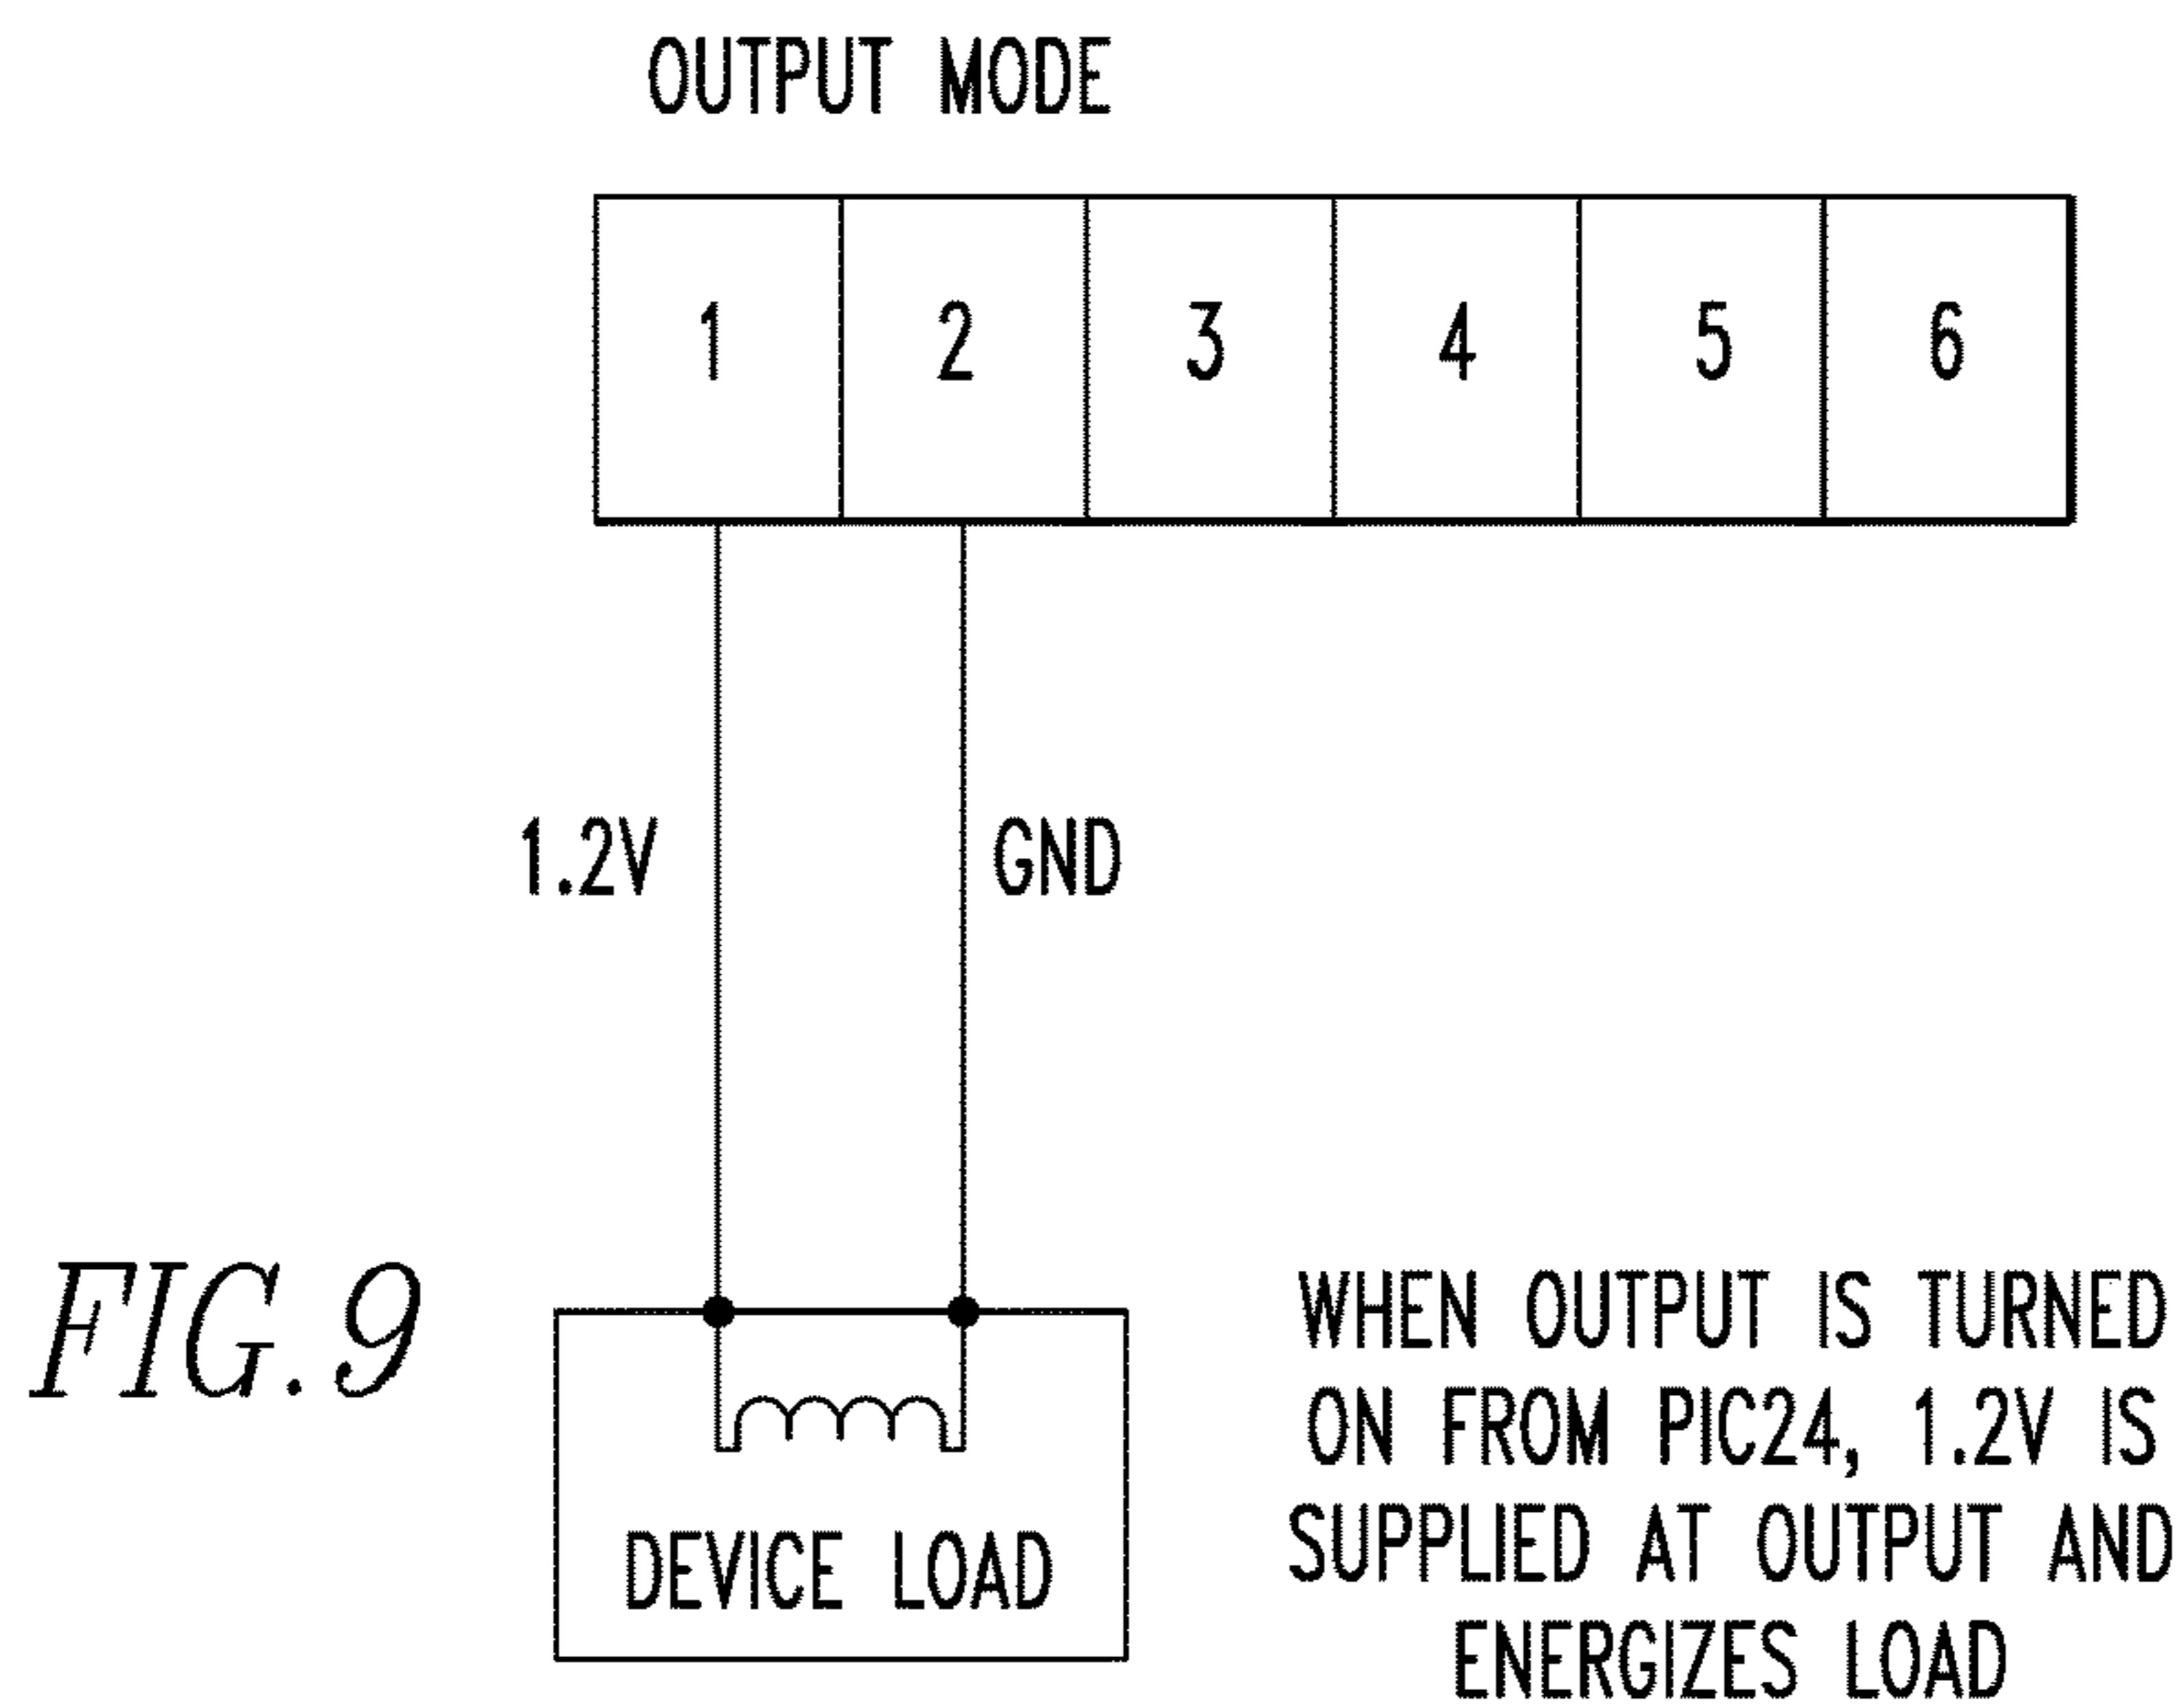 OUTPUT MODE
1 2 3 4 5 6
1.2V GND
FIG. 9
DEVICE LOAD
WHEN OUTPUT IS TURNED
ON FROM PIC24, 1.2V IS
SUPPLIED AT OUTPUT AND
ENERGIZES LOAD